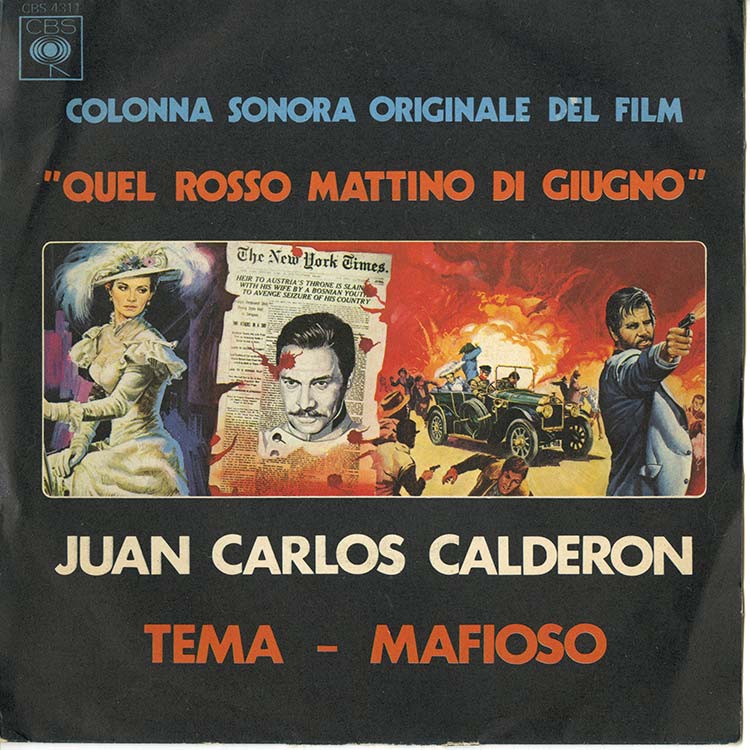 CBS 4311
CBS
COLONNA SONORA ORIGINALE DEL FILM
"QUEL ROSSO MATTINO DI GIUGNO"
The New York Times.
HEIR TO AUSTRIA'S THRONE IS SLAIN
WITH HIS WIFE BY A BOSNIAN YOUTH
TO AVENGE SEIZURE OF HIS COUNTRY
JUAN CARLOS CALDERON
TEMA - MAFIOSO